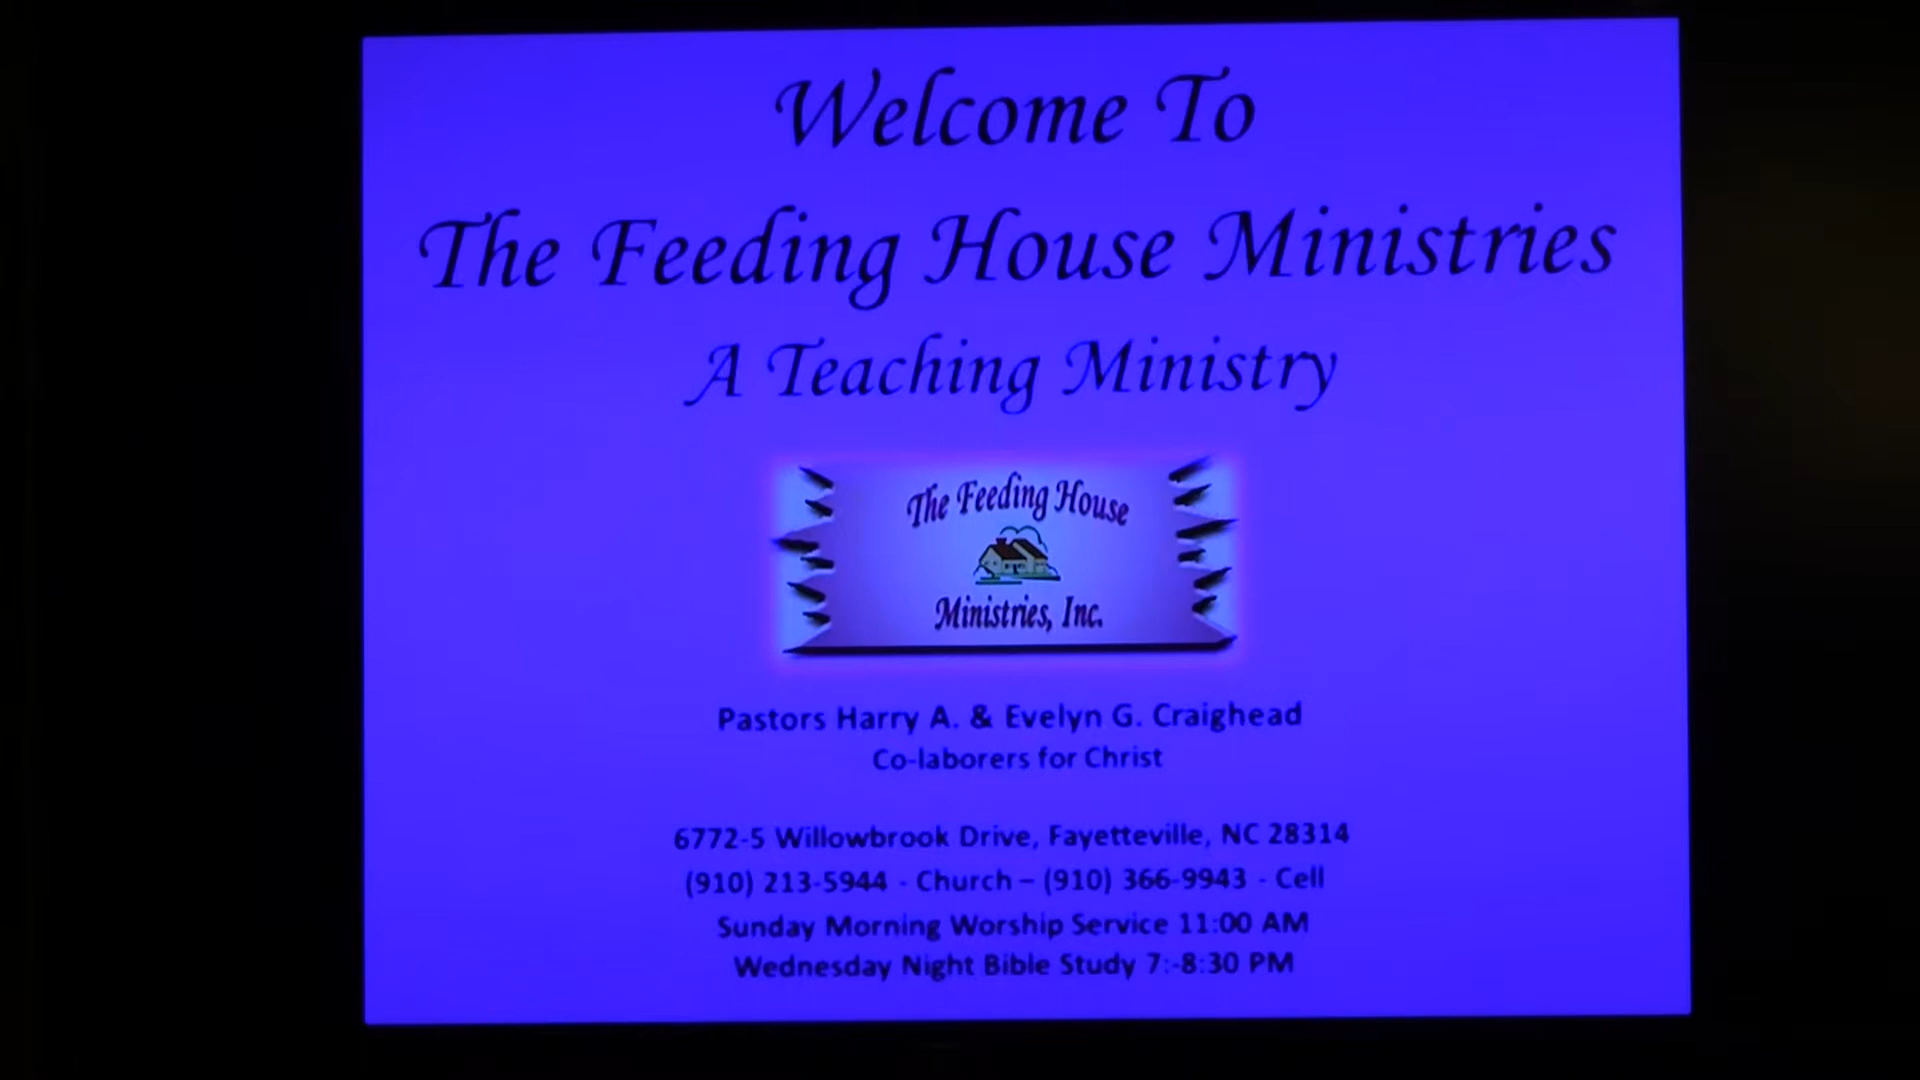 Welcome To
The Feeding House Ministries
A Teaching Ministry
The Feeding House
Ministries, Inc.
Pastors Harry A. & Evelyn G. Craighead
Co-laborers for Christ
6772-5 Willowbrook Drive, Fayetteville, NC 28314
(910) 213-5944 - Church – (910) 366-9943 - Cell
Sunday Morning Worship Service 11:00 AM
Wednesday Night Bible Study 7:-8:30 PM